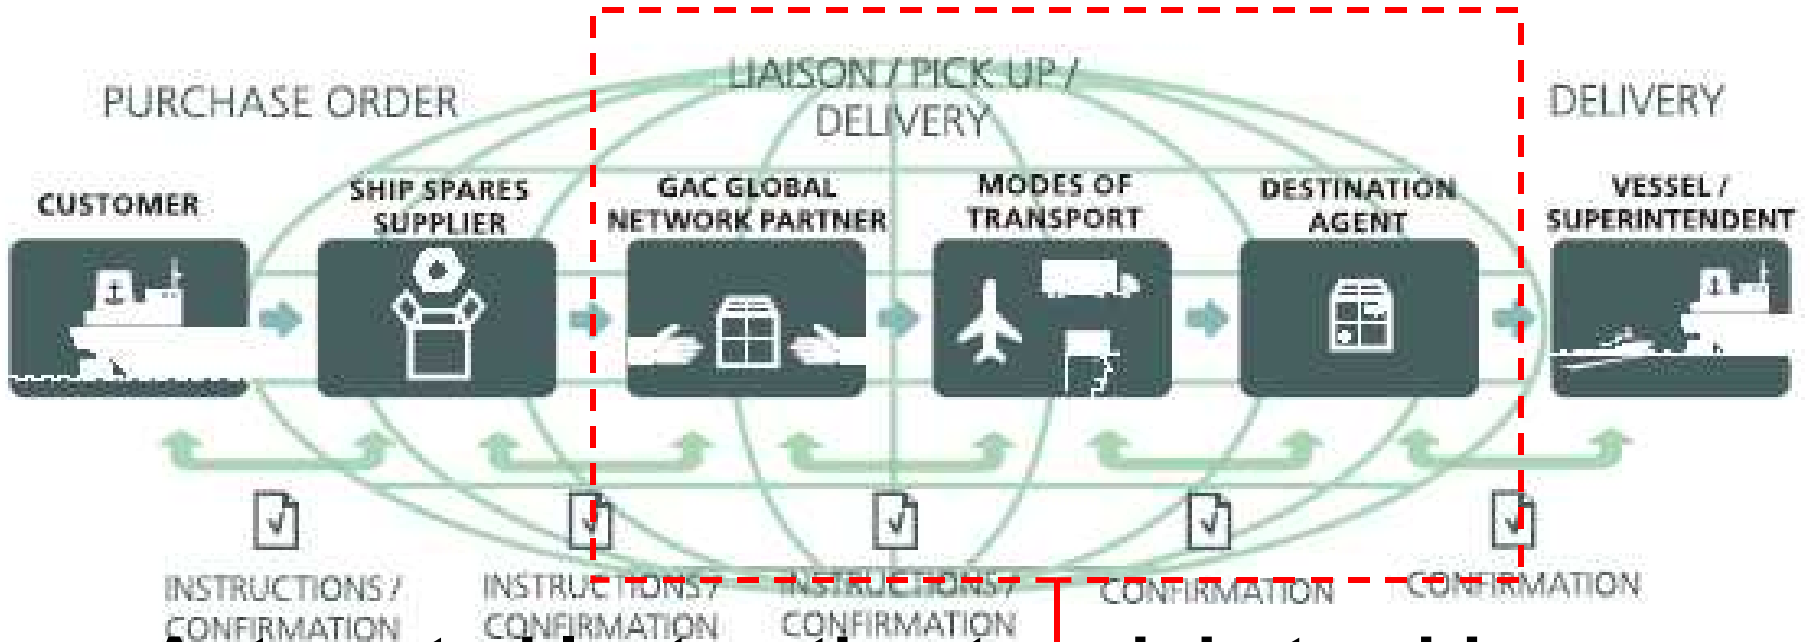 LIAISON / PICK UP /
PURCHASE ORDER
DELIVERY
DELIVERY
CUSTOMER
SHIP SPARES
SUPPLIER
GAC GLOBAL
NETWORK PARTNER
MODES OF
TRANSPORT
DESTINATION
AGENT
VESSEL /
SUPERINTENDENT
INSTRUCTIONS /
CONFIRMATION
INSTRUCTIONS /
CONFIRMATION
INSTRUCTIONS /
CONFIRMATION
CONFIRMATION
CONFIRMATION